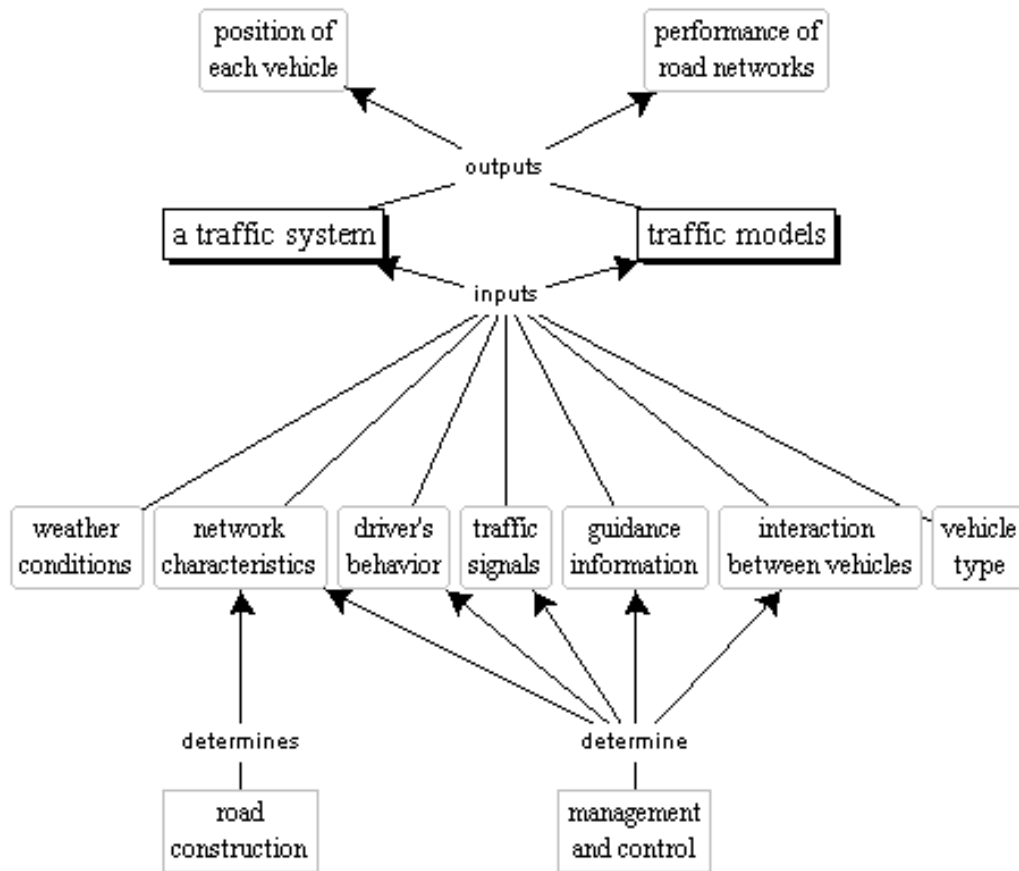 position of
each vehicle
performance of
road networks
outputs
a traffic system
traffic models
inputs
weather
conditions
network
characteristics
driver's
behavior
traffic
signals
guidance
information
interaction
between vehicles
vehicle
type
determines
determine
road
construction
management
and control